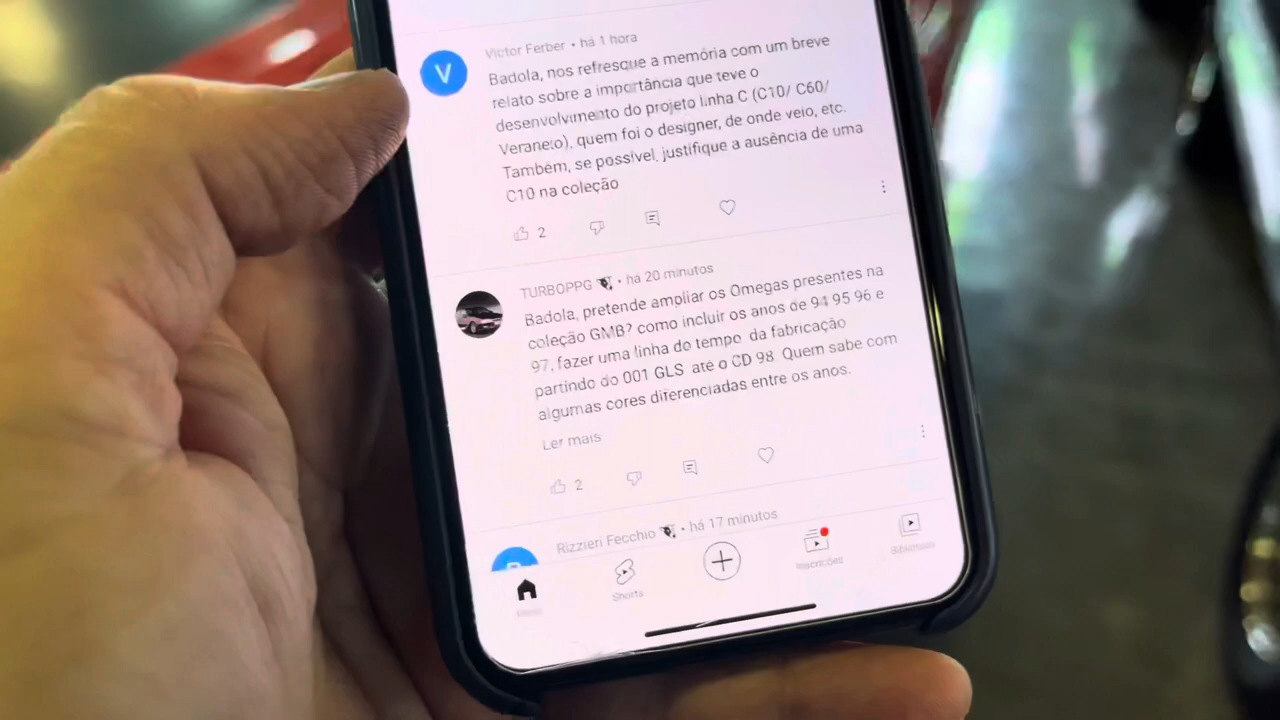 V
Victor Ferber • há 1 hora
Badola, nos refresque a memória com um breve
relato sobre a importância que teve o
desenvolvimento do projeto linha C (C10/ C60/
Veraneio), quem foi o designer, de onde veio, etc.
Também, se possível, justifique a ausência de uma
C10 na coleção
2
TURBOPPG • há 20 minutos
Badola, pretende ampliar os Omegas presentes na
coleção GMB? como incluir os anos de 94 95 96 e
97, fazer uma linha do tempo da fabricação
partindo do 001 GLS até o CD 98. Quem sabe com
algumas cores diferenciadas entre os anos.
Ler mais
2
Rizzieri Fecchio • há 17 minutos
Shorts
Inscrições
Biblioteca